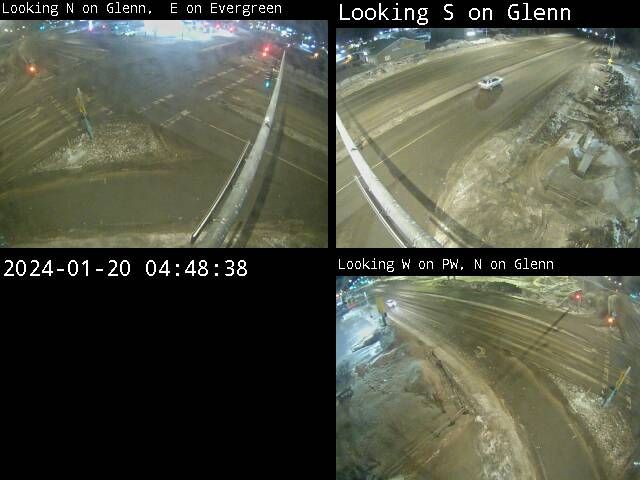 Looking N on Glenn,  E on Evergreen
Looking S on Glenn
2024-01-20 04:48:38
Looking W on PW, N on Glenn